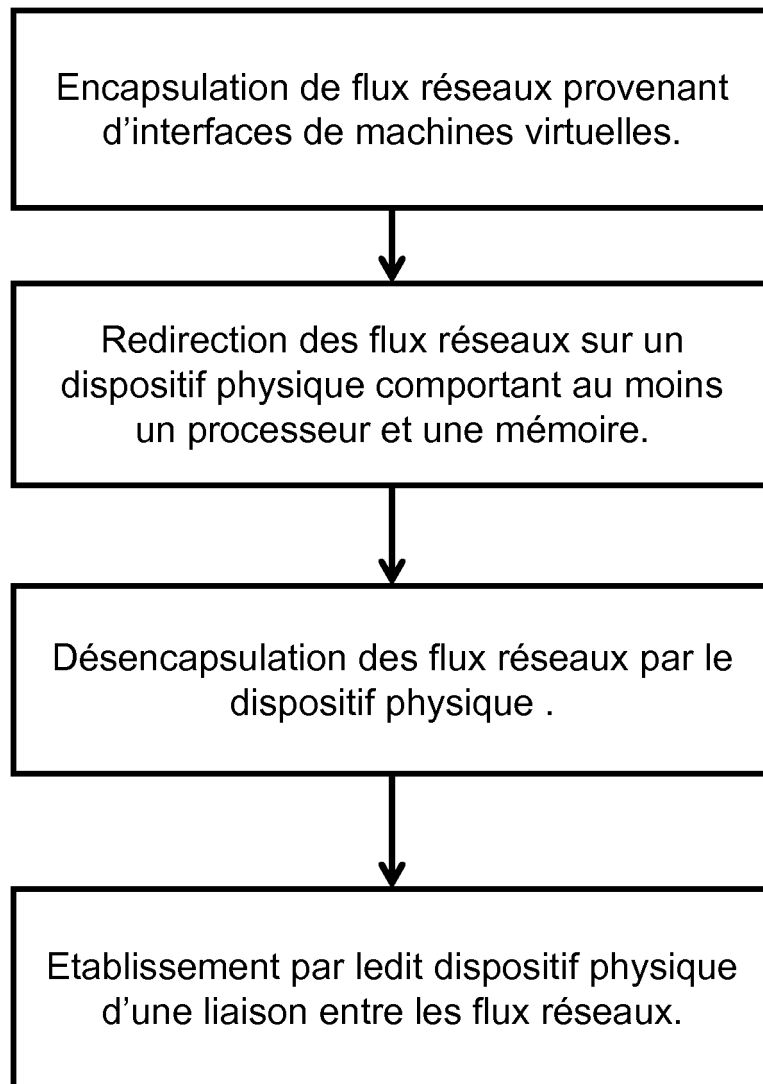 Encapsulation de flux réseaux provenant
d’interfaces de machines virtuelles.
Redirection des flux réseaux sur un
dispositif physique comportant au moins
un processeur et une mémoire.
Désencapsulation des flux réseaux par le
dispositif physique .
Etablissement par ledit dispositif physique
d’une liaison entre les flux réseaux.